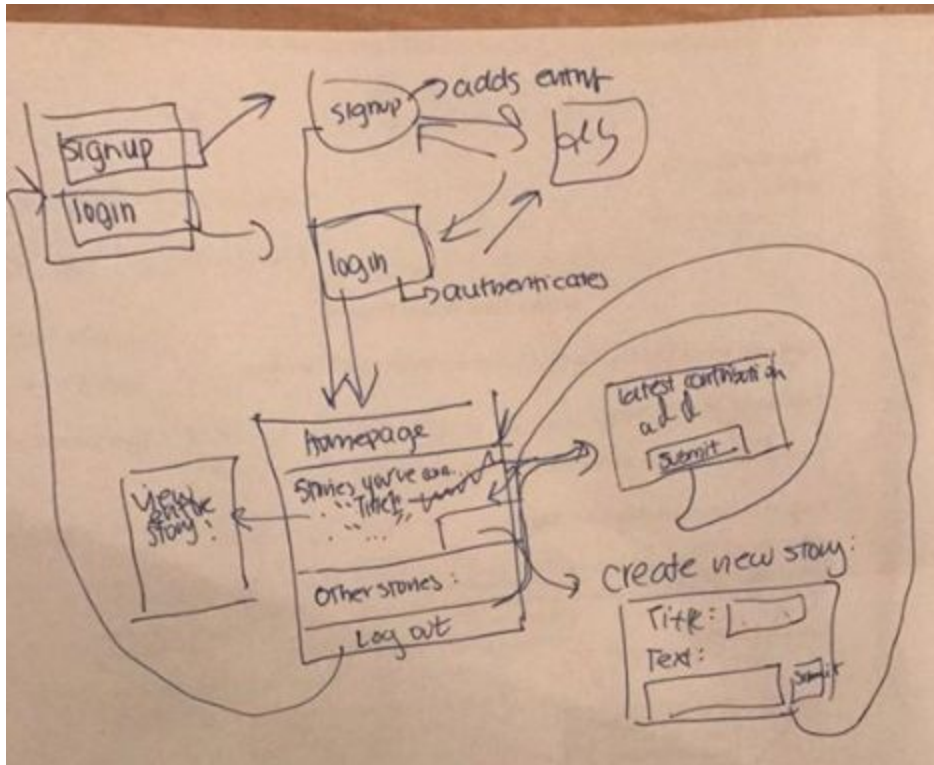 signup
login
signup
adds entry
login
authenticates
Homepage
Stories you've
"Title"
Other stories:
Log out
view
entire
story:
latest contribution
add
submit
create new story:
Title:
Text:
submit